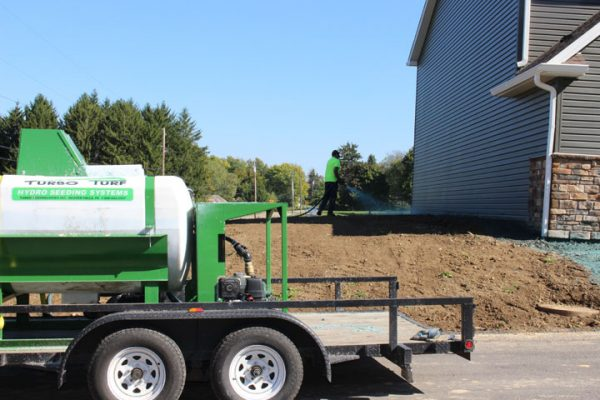 TURBO TURF
HYDRO SEEDING SYSTEMS